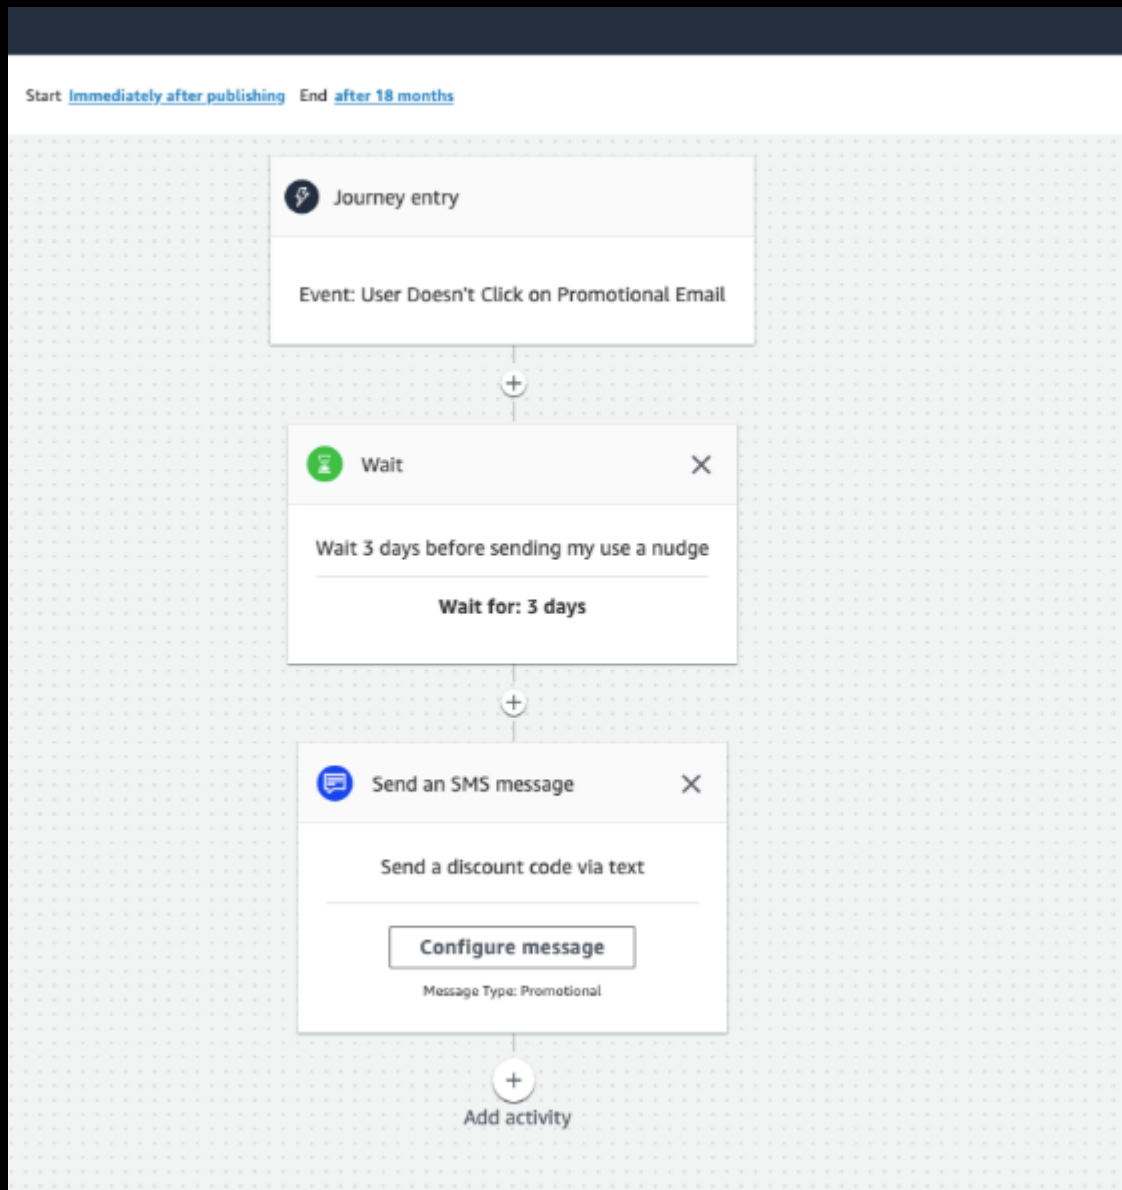 Start Immediately after publishing End after 18 months
Journey entry
Event: User Doesn't Click on Promotional Email
Wait
Wait 3 days before sending my use a nudge
Wait for: 3 days
Send an SMS message
Send a discount code via text
Configure message
Message Type: Promotional
Add activity